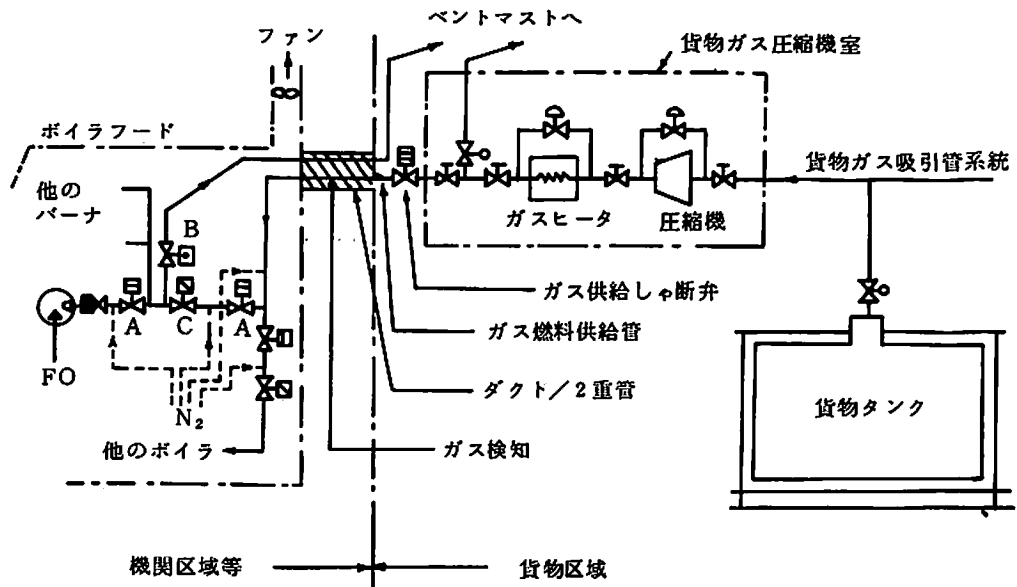 ベントマストへ
ファン
貨物ガス圧縮機室
ボイラフード
貨物ガス吸引管系統
他の
バーナ
ガスヒータ
圧縮機
B
ガス供給しゃ断弁
A
C
A
ガス燃料供給管
FO
ダクト/2重管
N₂
貨物タンク
他のボイラ
ガス検知
機関区域等
貨物区域